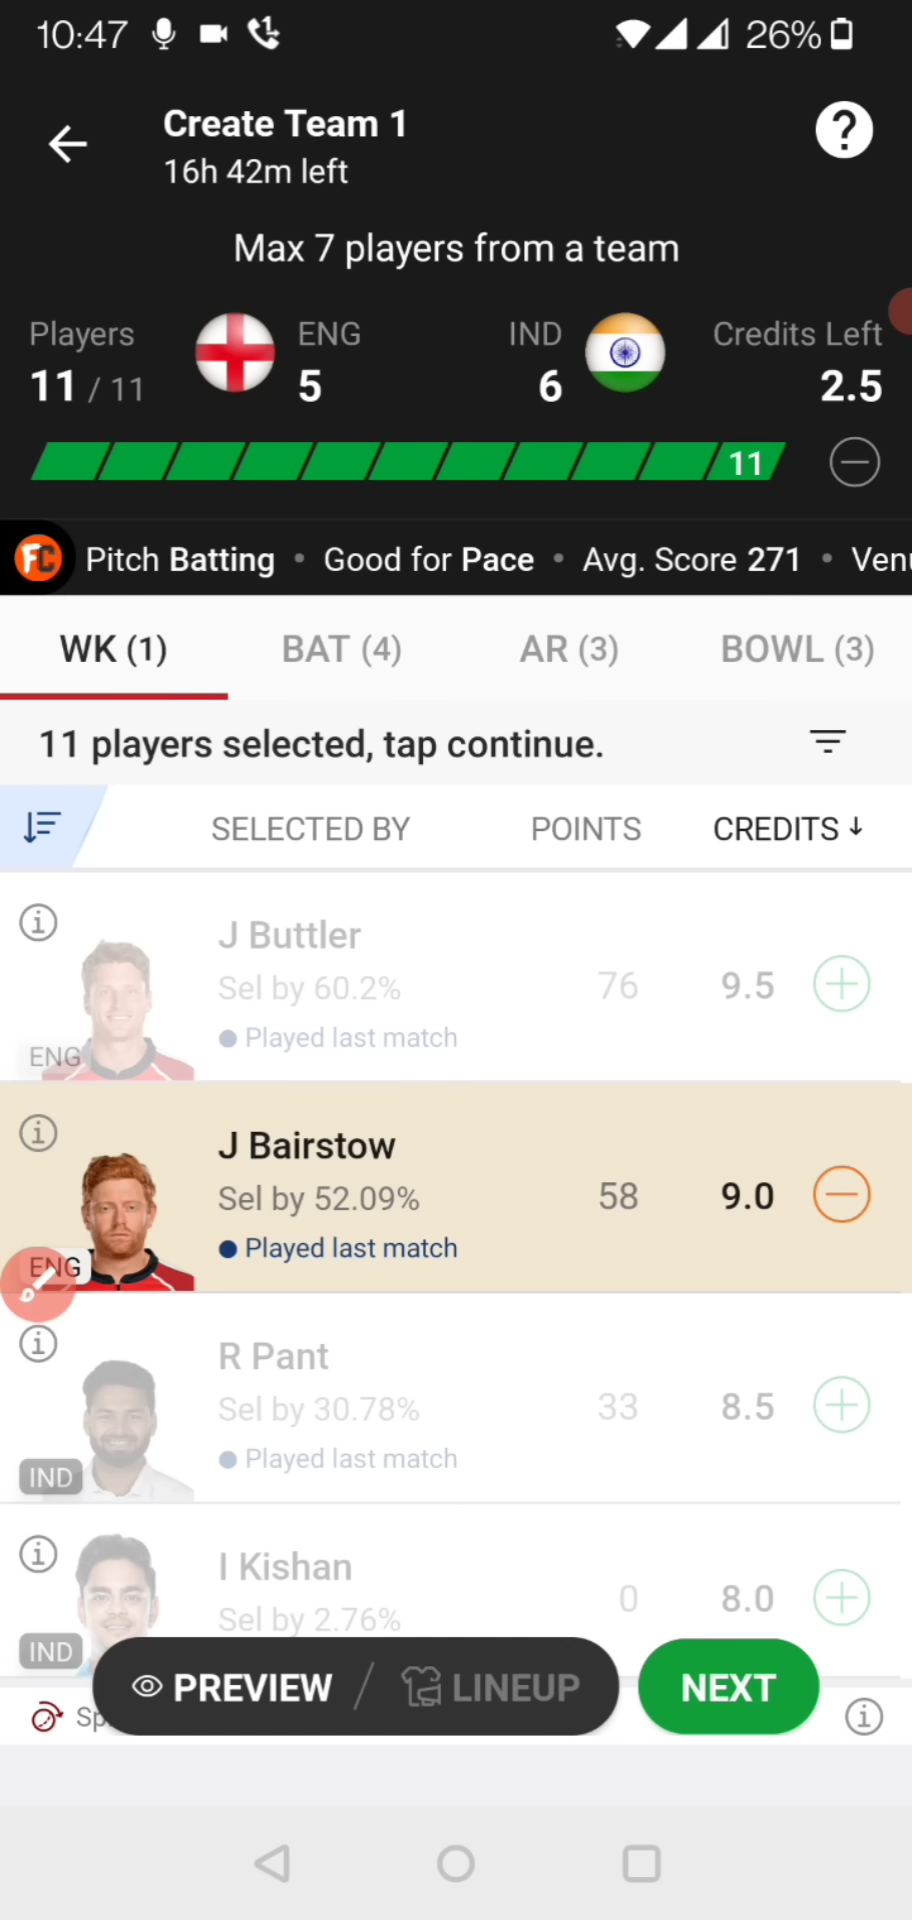 10:47 26%
Create Team 1
16h 42m left
?
Max 7 players from a team
Players ENG IND Credits Left
11 / 11 5 6 2.5
11
FC Pitch Batting • Good for Pace • Avg. Score 271 •
WK (1) BAT (4) AR (3) BOWL (3)
11 players selected, tap continue.
SELECTED BY POINTS CREDITS ↓
J Buttler
Sel by 60.2% 76 9.5
Played last match
ENG
J Bairstow
Sel by 52.09% 58 9.0
Played last match
ENG
R Pant
Sel by 30.78% 33 8.5
Played last match
IND
I Kishan
Sel by 2.76% 0 8.0
IND
PREVIEW / LINEUP NEXT